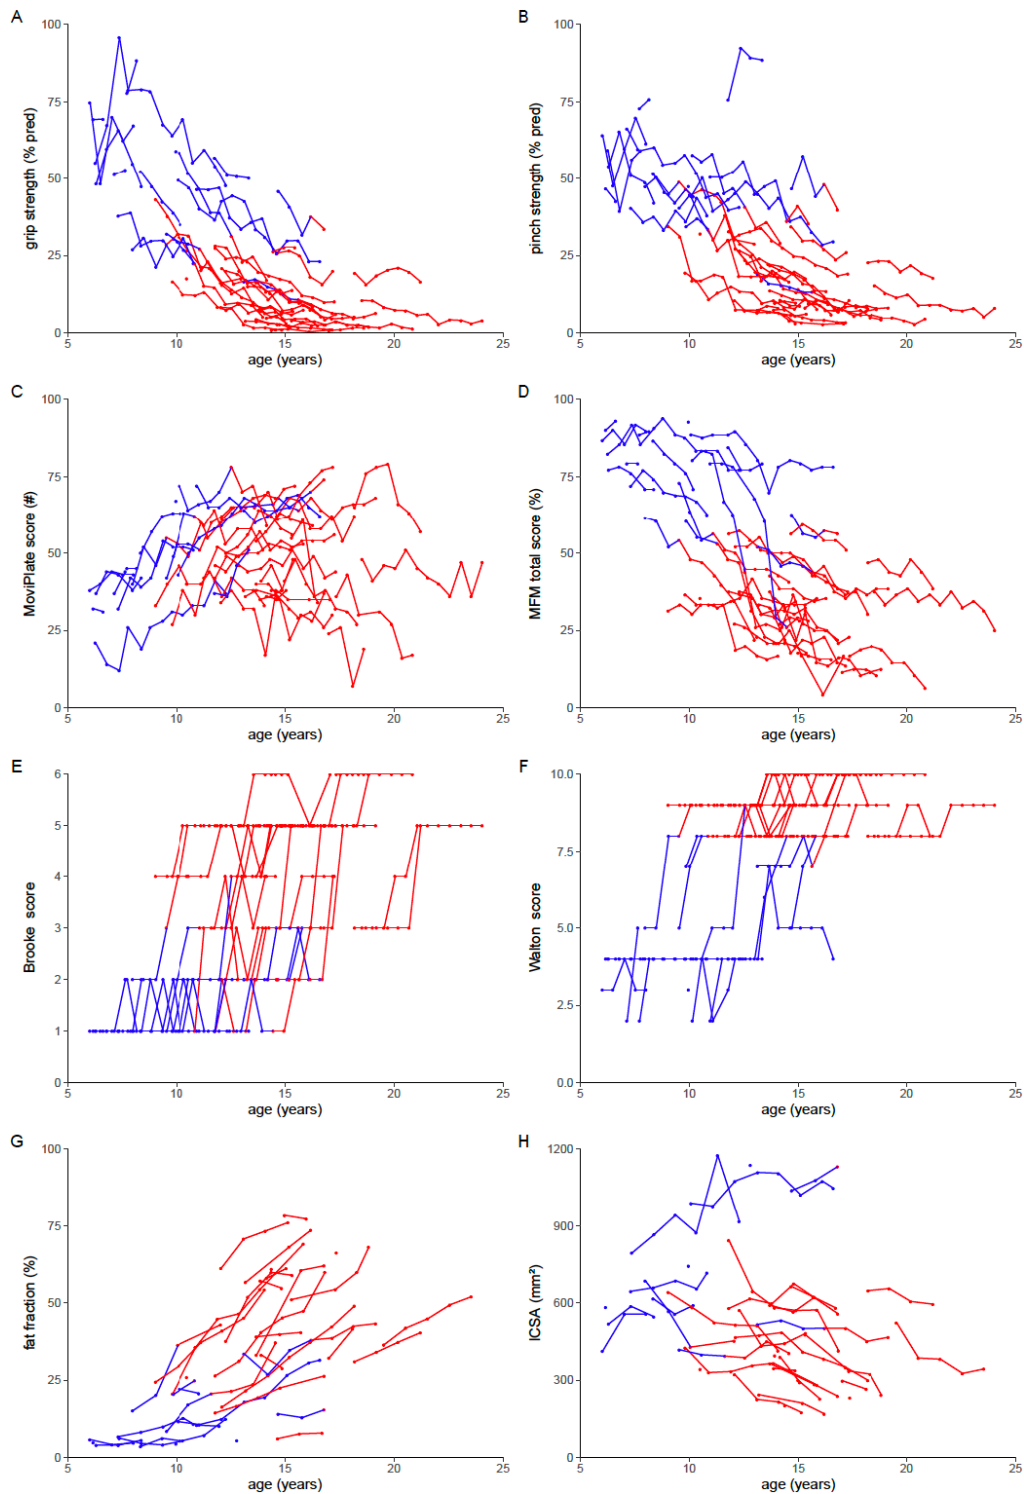 A
100
75
50
25
0
grip strength (% pred)
5 10 15 20 25
age (years)
B
100
75
50
25
0
pinch strength (% pred)
5 10 15 20 25
age (years)
C
100
75
50
25
0
MoviPlate score (#)
5 10 15 20 25
age (years)
D
100
75
50
25
0
MFM total score (%)
5 10 15 20 25
age (years)
E
6
5
4
3
2
1
0
Brooke score
5 10 15 20 25
age (years)
F
10.0
7.5
5.0
2.5
0.0
Walton score
5 10 15 20 25
age (years)
G
100
75
50
25
0
fat fraction (%)
5 10 15 20 25
age (years)
H
1200
900
600
300
0
ICSA (mm²)
5 10 15 20 25
age (years)